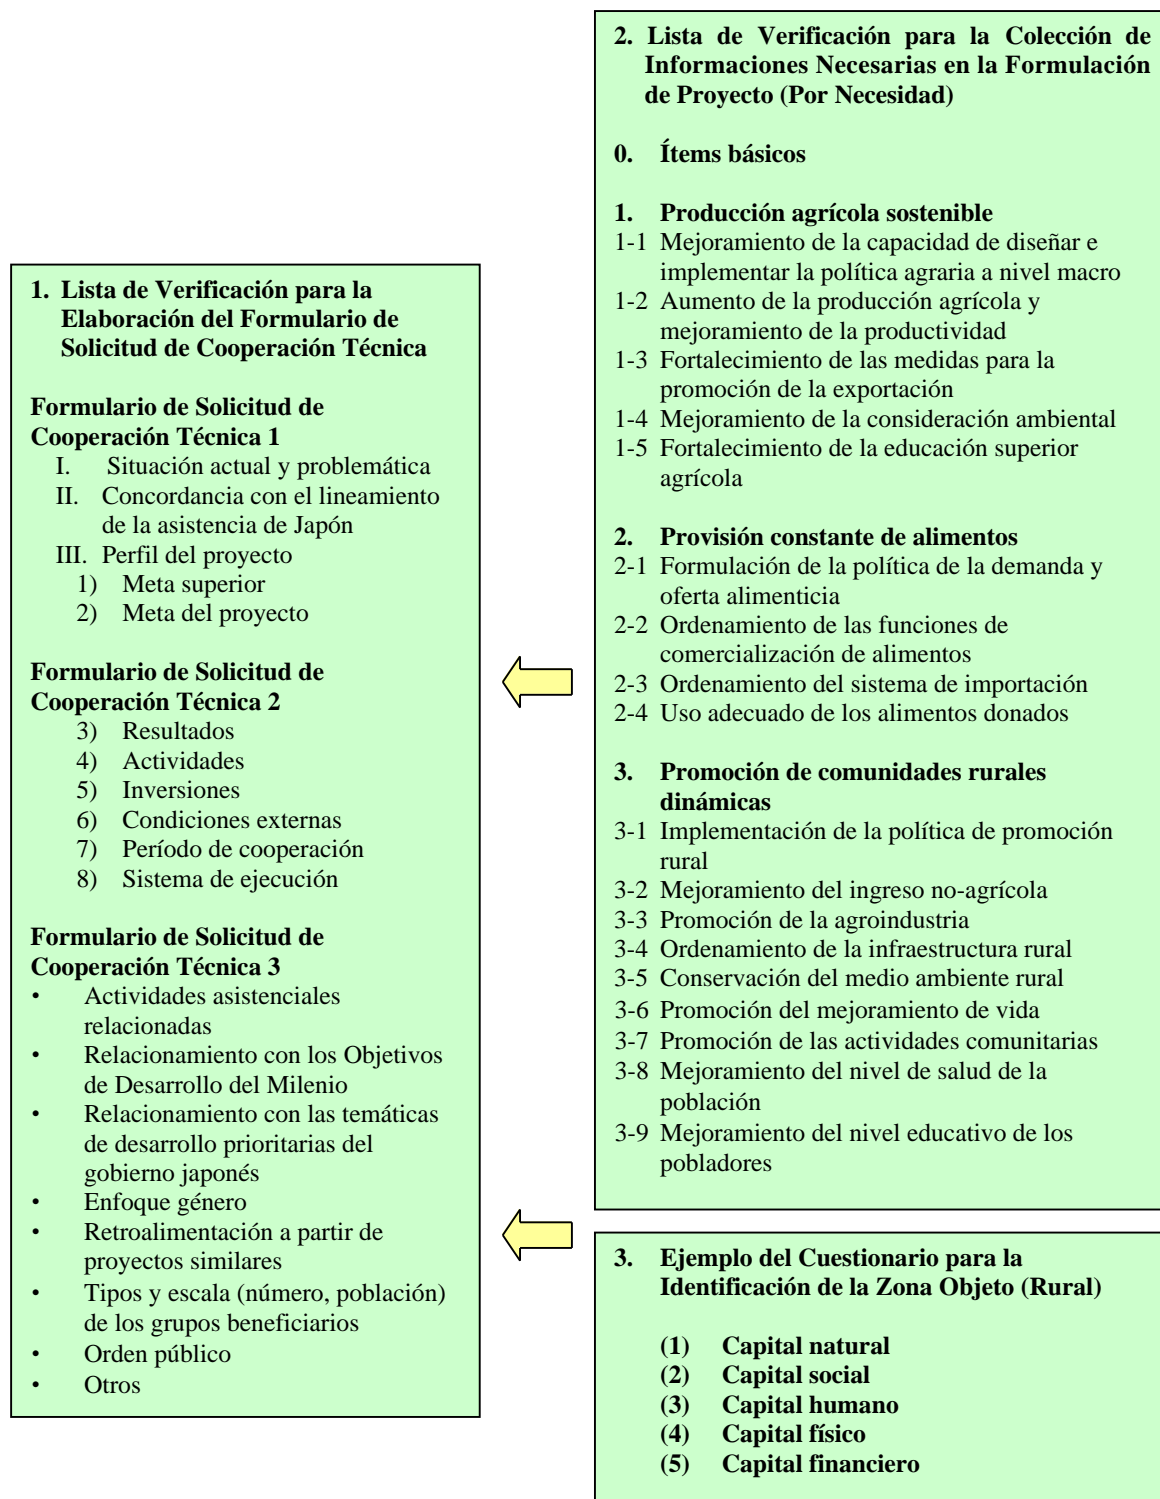 1. Lista de Verificación para la
Elaboración del Formulario de
Solicitud de Cooperación Técnica
Formulario de Solicitud de
Cooperación Técnica 1
I. Situación actual y problemática
II. Concordancia con el lineamiento
de la asistencia de Japón
III. Perfil del proyecto
1) Meta superior
2) Meta del proyecto
Formulario de Solicitud de
Cooperación Técnica 2
3) Resultados
4) Actividades
5) Inversiones
6) Condiciones externas
7) Período de cooperación
8) Sistema de ejecución
Formulario de Solicitud de
Cooperación Técnica 3
• Actividades asistenciales
relacionadas
• Relacionamiento con los Objetivos
de Desarrollo del Milenio
• Relacionamiento con las temáticas
de desarrollo prioritarias del
gobierno japonés
• Enfoque género
• Retroalimentación a partir de
proyectos similares
• Tipos y escala (número, población)
de los grupos beneficiarios
• Orden público
• Otros
2. Lista de Verificación para la Colección de
Informaciones Necesarias en la Formulación
de Proyecto (Por Necesidad)
0. Ítems básicos
1. Producción agrícola sostenible
1-1 Mejoramiento de la capacidad de diseñar e
implementar la política agraria a nivel macro
1-2 Aumento de la producción agrícola y
mejoramiento de la productividad
1-3 Fortalecimiento de las medidas para la
promoción de la exportación
1-4 Mejoramiento de la consideración ambiental
1-5 Fortalecimiento de la educación superior
agrícola
2. Provisión constante de alimentos
2-1 Formulación de la política de la demanda y
oferta alimenticia
2-2 Ordenamiento de las funciones de
comercialización de alimentos
2-3 Ordenamiento del sistema de importación
2-4 Uso adecuado de los alimentos donados
3. Promoción de comunidades rurales
dinámicas
3-1 Implementación de la política de promoción
rural
3-2 Mejoramiento del ingreso no-agrícola
3-3 Promoción de la agroindustria
3-4 Ordenamiento de la infraestructura rural
3-5 Conservación del medio ambiente rural
3-6 Promoción del mejoramiento de vida
3-7 Promoción de las actividades comunitarias
3-8 Mejoramiento del nivel de salud de la
población
3-9 Mejoramiento del nivel educativo de los
pobladores
3. Ejemplo del Cuestionario para la
Identificación de la Zona Objeto (Rural)
(1) Capital natural
(2) Capital social
(3) Capital humano
(4) Capital físico
(5) Capital financiero